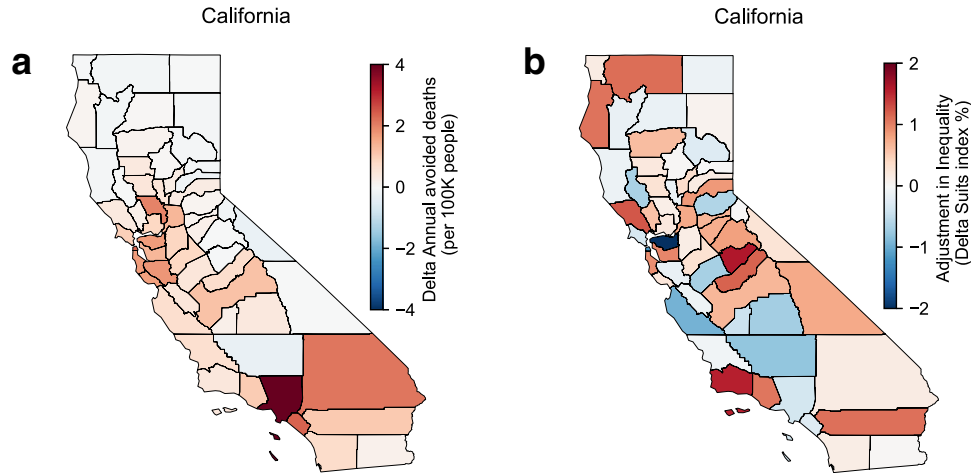 California
a
4
2
0
−2
−4
Delta Annual avoided deaths
(per 100K people)
California
b
2
1
0
−1
−2
Adjustment in Inequality
(Delta Suits index %)